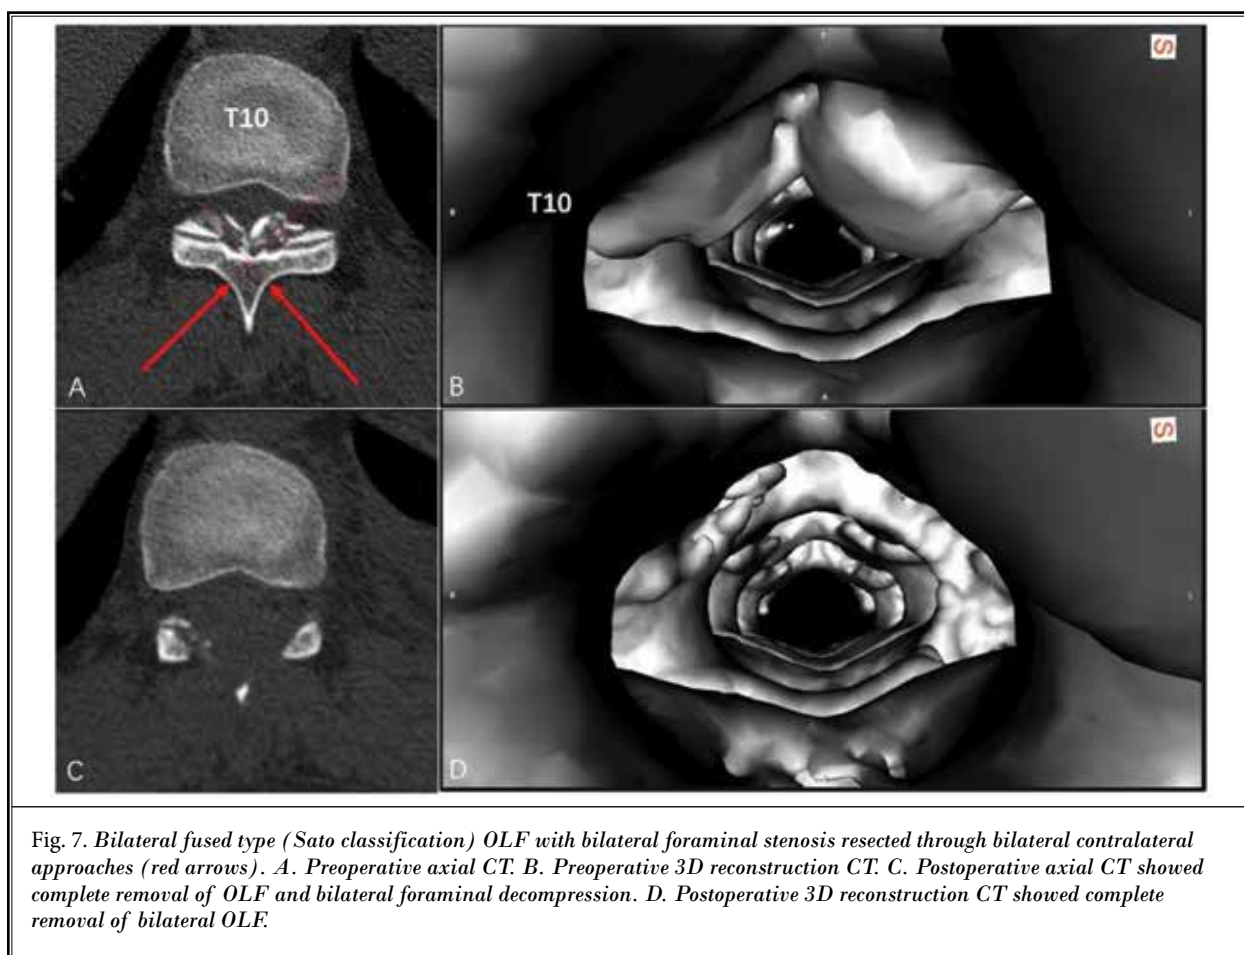 T10
A
T10
S
B
C
S
D
Fig. 7. Bilateral fused type (Sato classification) OLF with bilateral foraminal stenosis resected through bilateral contralateral
approaches (red arrows). A. Preoperative axial CT. B. Preoperative 3D reconstruction CT. C. Postoperative axial CT showed
complete removal of OLF and bilateral foraminal decompression. D. Postoperative 3D reconstruction CT showed complete
removal of bilateral OLF.